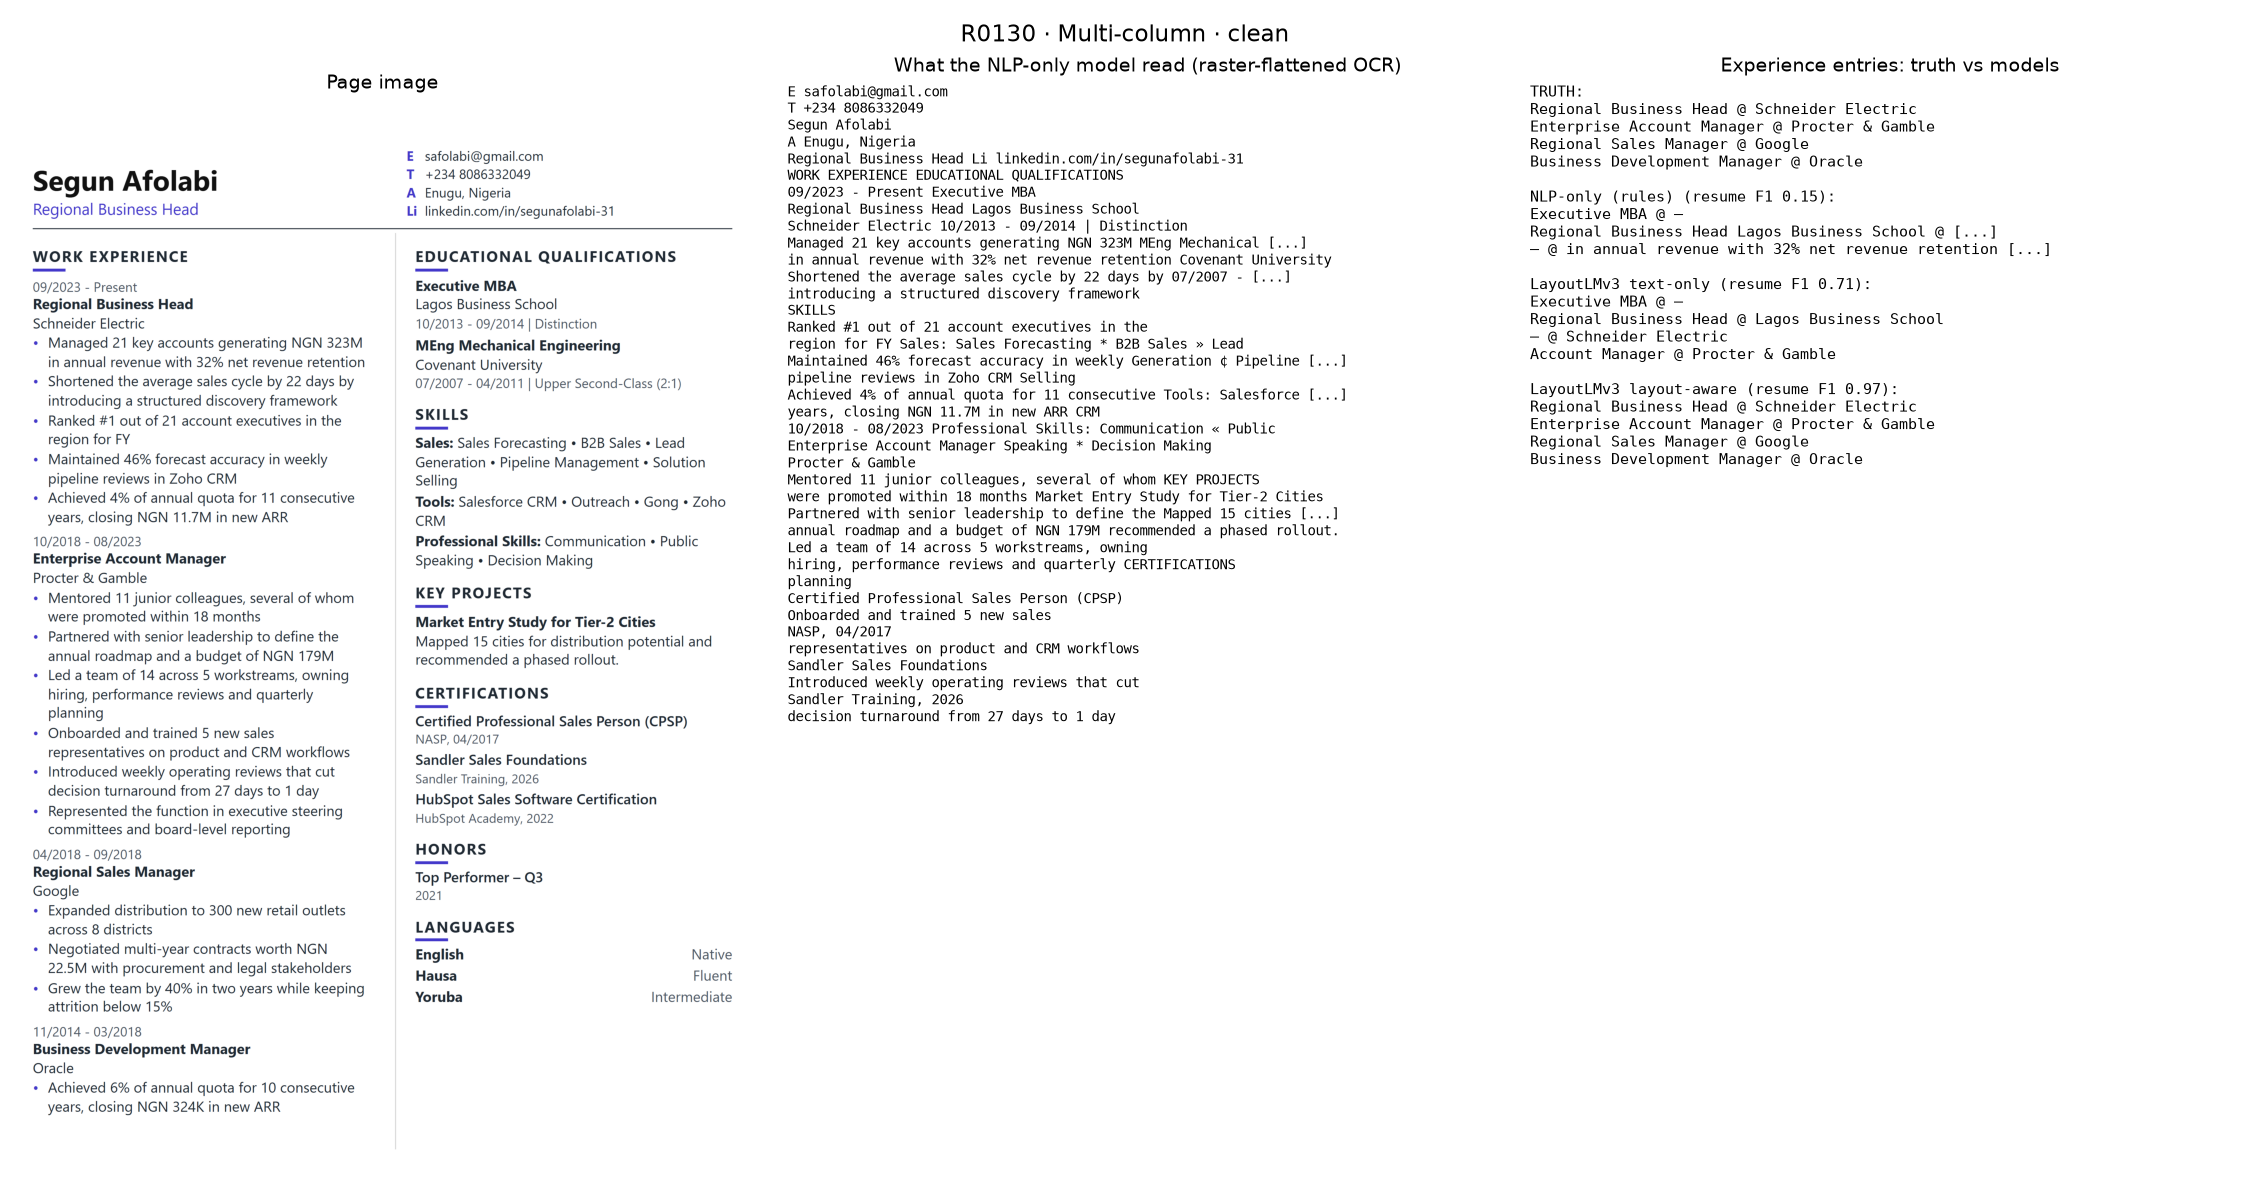 R0130 · Multi-column · clean
Page image
Segun Afolabi
Regional Business Head
E safolabi@gmail.com
T +234 8086332049
A Enugu, Nigeria
Li linkedin.com/in/segunafolabi-31
WORK EXPERIENCE
09/2023 - Present
Regional Business Head
Schneider Electric
• Managed 21 key accounts generating NGN 323M
in annual revenue with 32% net revenue retention
• Shortened the average sales cycle by 22 days by
introducing a structured discovery framework
• Ranked #1 out of 21 account executives in the
region for FY
• Maintained 46% forecast accuracy in weekly
pipeline reviews in Zoho CRM
• Achieved 4% of annual quota for 11 consecutive
years, closing NGN 11.7M in new ARR
10/2018 - 08/2023
Enterprise Account Manager
Procter & Gamble
• Mentored 11 junior colleagues, several of whom
were promoted within 18 months
• Partnered with senior leadership to define the
annual roadmap and a budget of NGN 179M
• Led a team of 14 across 5 workstreams, owning
hiring, performance reviews and quarterly
planning
• Onboarded and trained 5 new sales
representatives on product and CRM workflows
• Introduced weekly operating reviews that cut
decision turnaround from 27 days to 1 day
• Represented the function in executive steering
committees and board-level reporting
04/2018 - 09/2018
Regional Sales Manager
Google
• Expanded distribution to 300 new retail outlets
across 8 districts
• Negotiated multi-year contracts worth NGN
22.5M with procurement and legal stakeholders
• Grew the team by 40% in two years while keeping
attrition below 15%
11/2014 - 03/2018
Business Development Manager
Oracle
• Achieved 6% of annual quota for 10 consecutive
years, closing NGN 324K in new ARR
EDUCATIONAL QUALIFICATIONS
Executive MBA
Lagos Business School
10/2013 - 09/2014 | Distinction
MEng Mechanical Engineering
Covenant University
07/2007 - 04/2011 | Upper Second-Class (2:1)
SKILLS
Sales: Sales Forecasting • B2B Sales • Lead
Generation • Pipeline Management • Solution
Selling
Tools: Salesforce CRM • Outreach • Gong • Zoho
CRM
Professional Skills: Communication • Public
Speaking • Decision Making
KEY PROJECTS
Market Entry Study for Tier-2 Cities
Mapped 15 cities for distribution potential and
recommended a phased rollout.
CERTIFICATIONS
Certified Professional Sales Person (CPSP)
NASP, 04/2017
Sandler Sales Foundations
Sandler Training, 2026
HubSpot Sales Software Certification
HubSpot Academy, 2022
HONORS
Top Performer – Q3
2021
LANGUAGES
English Native
Hausa Fluent
Yoruba Intermediate
What the NLP-only model read (raster-flattened OCR)
E safolabi@gmail.com
T +234 8086332049
Segun Afolabi
A Enugu, Nigeria
Regional Business Head Li linkedin.com/in/segunafolabi-31
WORK EXPERIENCE EDUCATIONAL QUALIFICATIONS
09/2023 - Present Executive MBA
Regional Business Head Lagos Business School
Schneider Electric 10/2013 - 09/2014 | Distinction
Managed 21 key accounts generating NGN 323M MEng Mechanical [...]
in annual revenue with 32% net revenue retention Covenant University
Shortened the average sales cycle by 22 days by 07/2007 - [...]
introducing a structured discovery framework
SKILLS
Ranked #1 out of 21 account executives in the
region for FY Sales: Sales Forecasting * B2B Sales » Lead
Maintained 46% forecast accuracy in weekly Generation ¢ Pipeline [...]
pipeline reviews in Zoho CRM Selling
Achieved 4% of annual quota for 11 consecutive Tools: Salesforce [...]
years, closing NGN 11.7M in new ARR CRM
10/2018 - 08/2023 Professional Skills: Communication « Public
Enterprise Account Manager Speaking * Decision Making
Procter & Gamble
Mentored 11 junior colleagues, several of whom KEY PROJECTS
were promoted within 18 months Market Entry Study for Tier-2 Cities
Partnered with senior leadership to define the Mapped 15 cities [...]
annual roadmap and a budget of NGN 179M recommended a phased rollout.
Led a team of 14 across 5 workstreams, owning
hiring, performance reviews and quarterly CERTIFICATIONS
planning
Certified Professional Sales Person (CPSP)
Onboarded and trained 5 new sales
NASP, 04/2017
representatives on product and CRM workflows
Sandler Sales Foundations
Introduced weekly operating reviews that cut
Sandler Training, 2026
decision turnaround from 27 days to 1 day
Experience entries: truth vs models
TRUTH:
Regional Business Head @ Schneider Electric
Enterprise Account Manager @ Procter & Gamble
Regional Sales Manager @ Google
Business Development Manager @ Oracle
NLP-only (rules) (resume F1 0.15):
Executive MBA @ —
Regional Business Head Lagos Business School @ [...]
— @ in annual revenue with 32% net revenue retention [...]
LayoutLMv3 text-only (resume F1 0.71):
Executive MBA @ —
Regional Business Head @ Lagos Business School
— @ Schneider Electric
Account Manager @ Procter & Gamble
LayoutLMv3 layout-aware (resume F1 0.97):
Regional Business Head @ Schneider Electric
Enterprise Account Manager @ Procter & Gamble
Regional Sales Manager @ Google
Business Development Manager @ Oracle